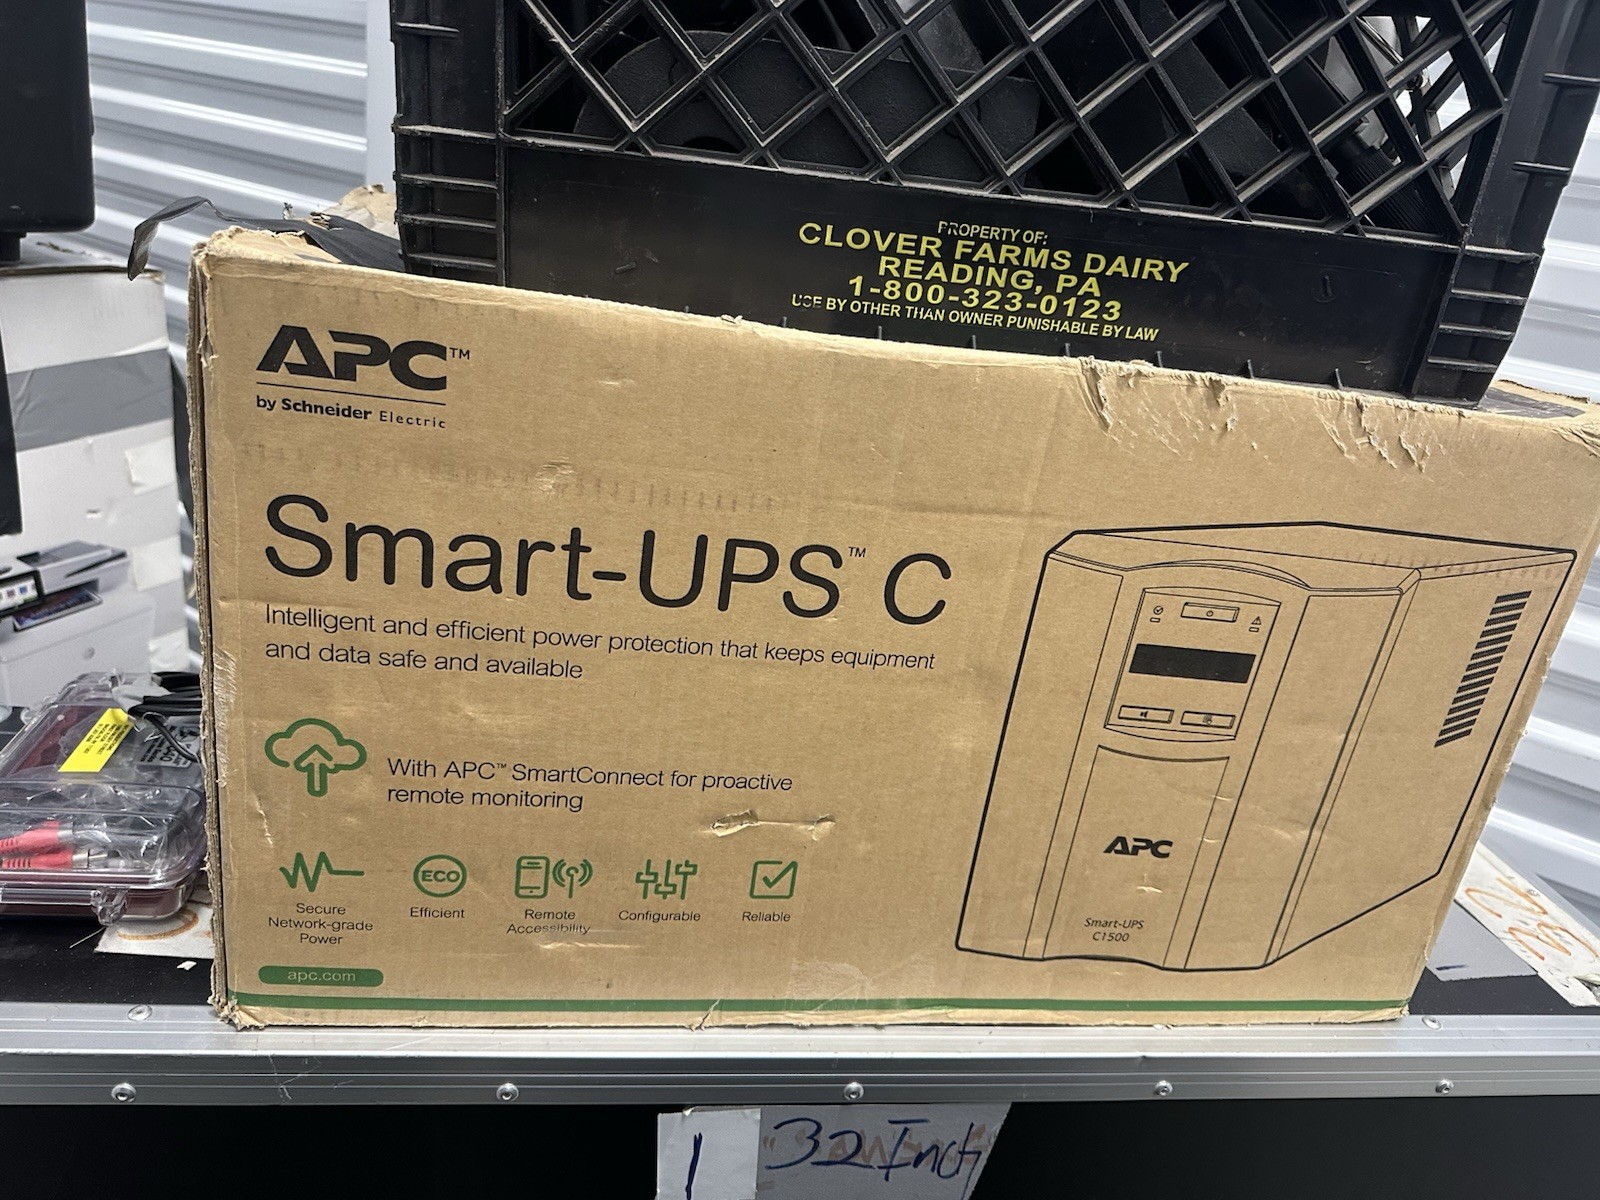 PROPERTY OF:
CLOVER FARMS DAIRY
READING, PA
1-800-323-0123
USE BY OTHER THAN OWNER PUNISHABLE BY LAW
APC™
by Schneider Electric
Smart-UPS™ C
Intelligent and efficient power protection that keeps equipment
and data safe and available
With APC™ SmartConnect for proactive
remote monitoring
Secure
Network-grade
Power
ECO
Efficient
Remote
Accessibility
Configurable
Reliable
apc.com
APC
Smart-UPS
C1500
1
32 Inch